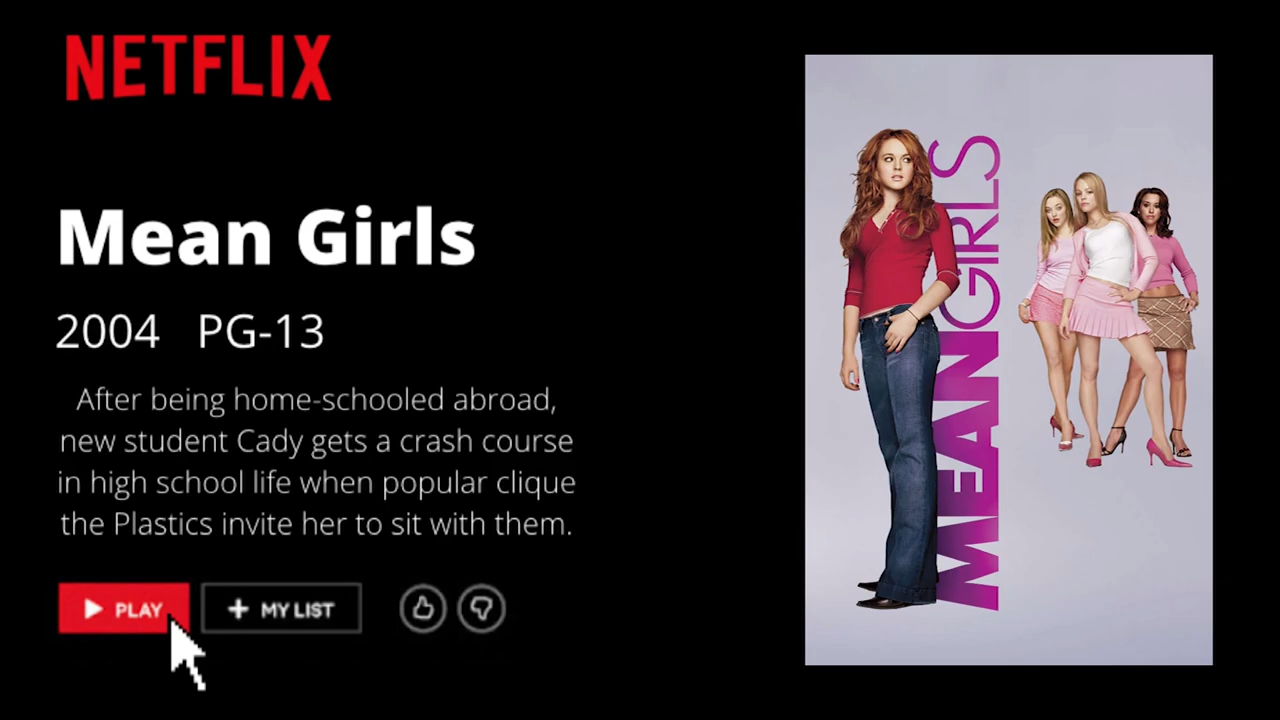 NETFLIX
Mean Girls
2004 PG-13
After being home-schooled abroad,
new student Cady gets a crash course
in high school life when popular clique
the Plastics invite her to sit with them.
PLAY
MY LIST
MEAN GIRLS